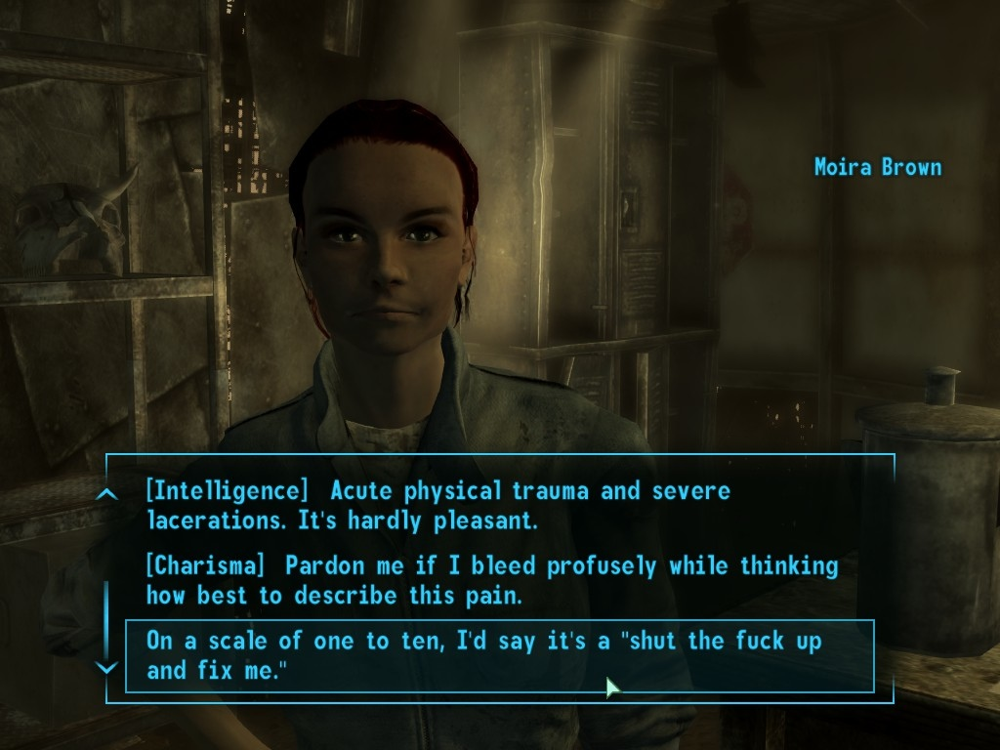 Moira Brown
[Intelligence] Acute physical trauma and severe
lacerations. It's hardly pleasant.
[Charisma] Pardon me if I bleed profusely while thinking
how best to describe this pain.
On a scale of one to ten, I'd say it's a "shut the fuck up
and fix me."